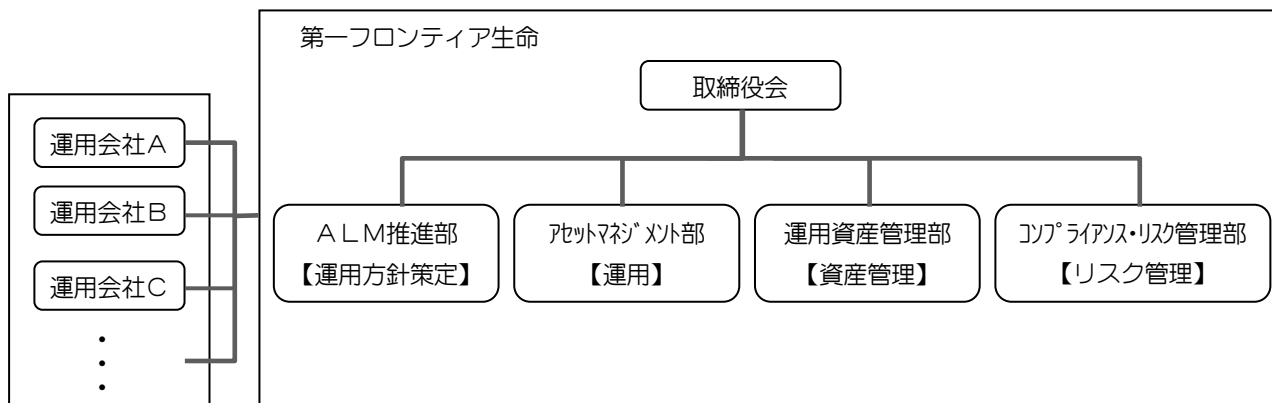 第一フロンティア生命
取締役会
運用会社A
運用会社B
運用会社C
・
・
・
ALM推進部
【運用方針策定】
アセットマネジメント部
【運用】
運用資産管理部
【資産管理】
コンプライアンス・リスク管理部
【リスク管理】